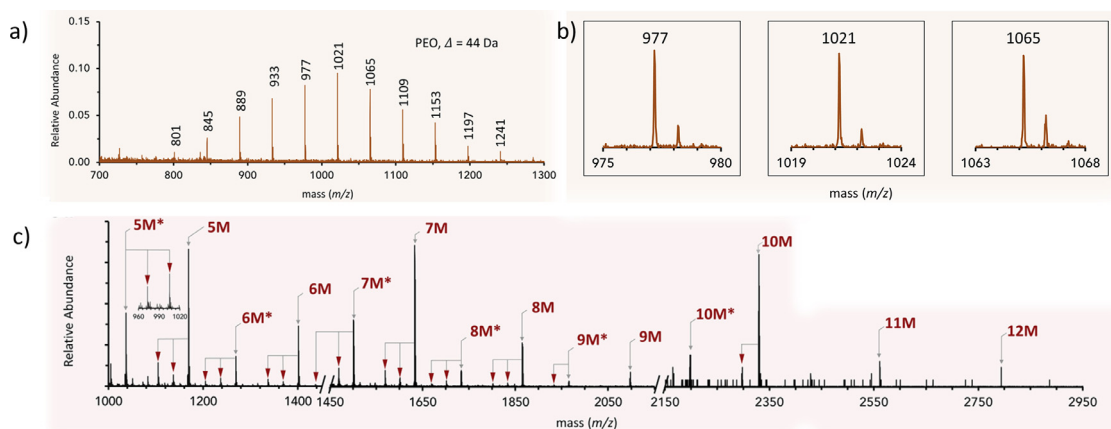 a)
0.15
0.10
0.05
0.00
Relative Abundance
PEO, Δ = 44 Da
801
845
889
933
977
1021
1065
1109
1153
1197
1241
700 800 900 1000 1100 1200 1300
mass (m/z)
b)
977
975 980
1021
1019 1024
1065
1063 1068
mass (m/z)
c)
Relative Abundance
5M*
5M
960 990 1020
6M*
6M
7M*
7M
8M*
8M
9M*
9M
10M*
10M
11M
12M
1000 1200 1400 1450 1650 1850 2050 2150 2350 2550 2750 2950
mass (m/z)